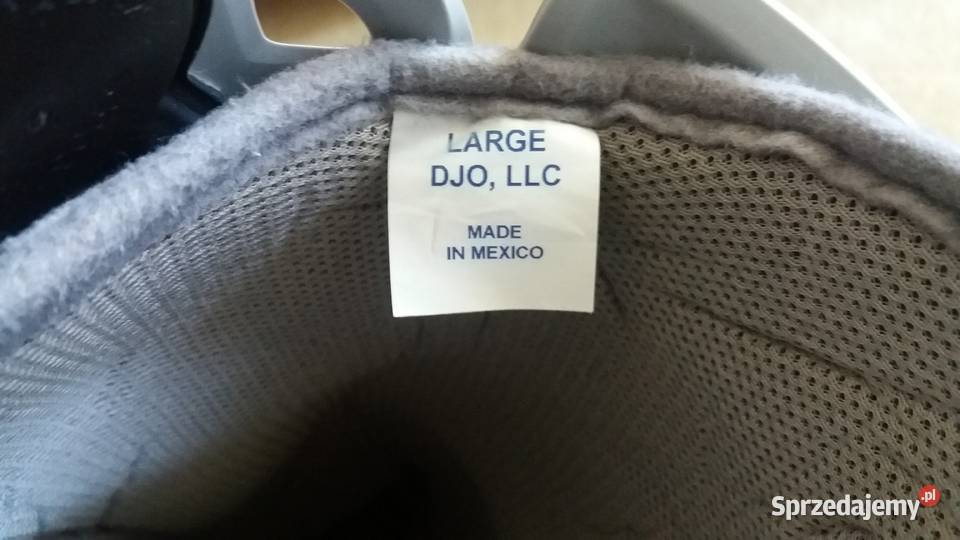 LARGE
DJO, LLC
MADE
IN MEXICO
Sprzedajemy.pl